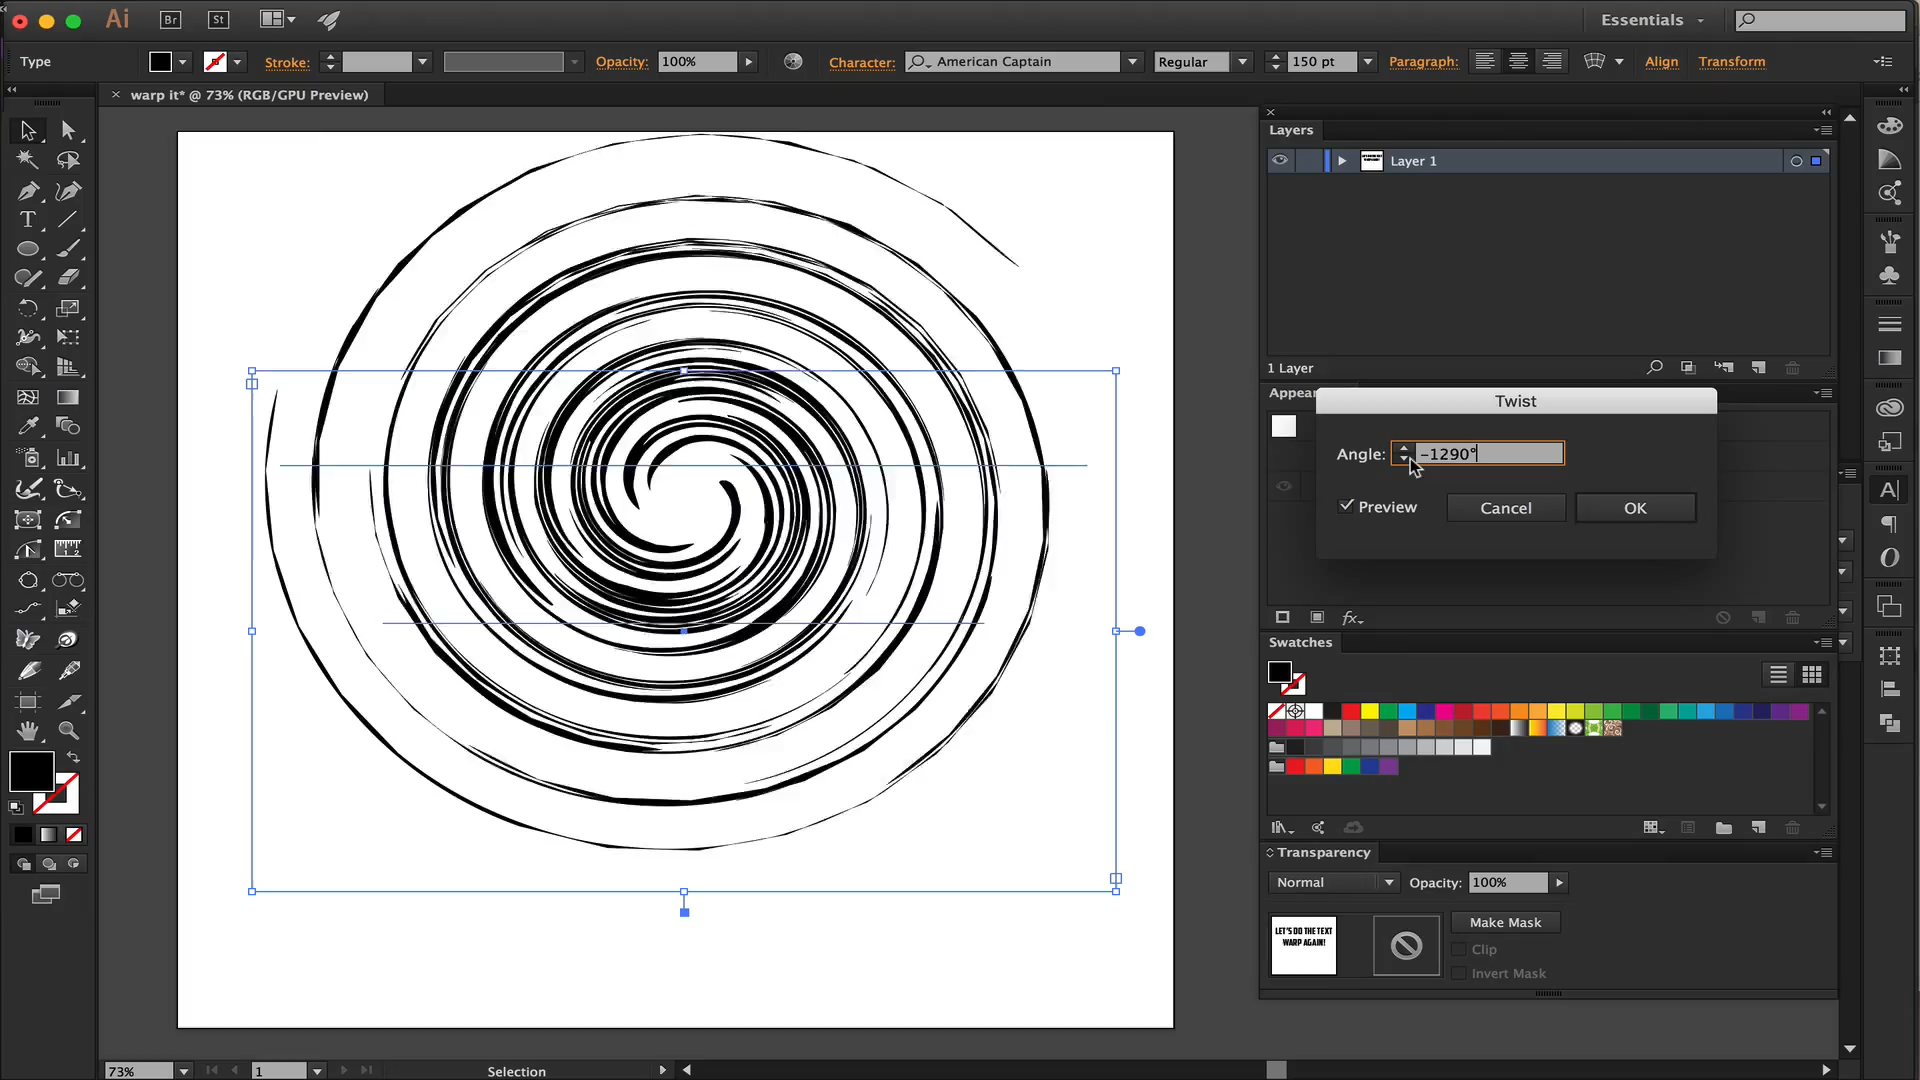 Ai Br St Essentials
Type Stroke: Opacity: 100% Character: American Captain Regular 150 pt Paragraph: Align Transform
× warp it* @ 73% (RGB/GPU Preview)
Layers
Layer 1
1 Layer
Appear
Twist
Angle: -1290°
Preview Cancel OK
fx
Swatches
Transparency
Normal Opacity: 100%
LET'S DO THE TEXT
WARP AGAIN!
Make Mask
Clip
Invert Mask
73% 1 Selection